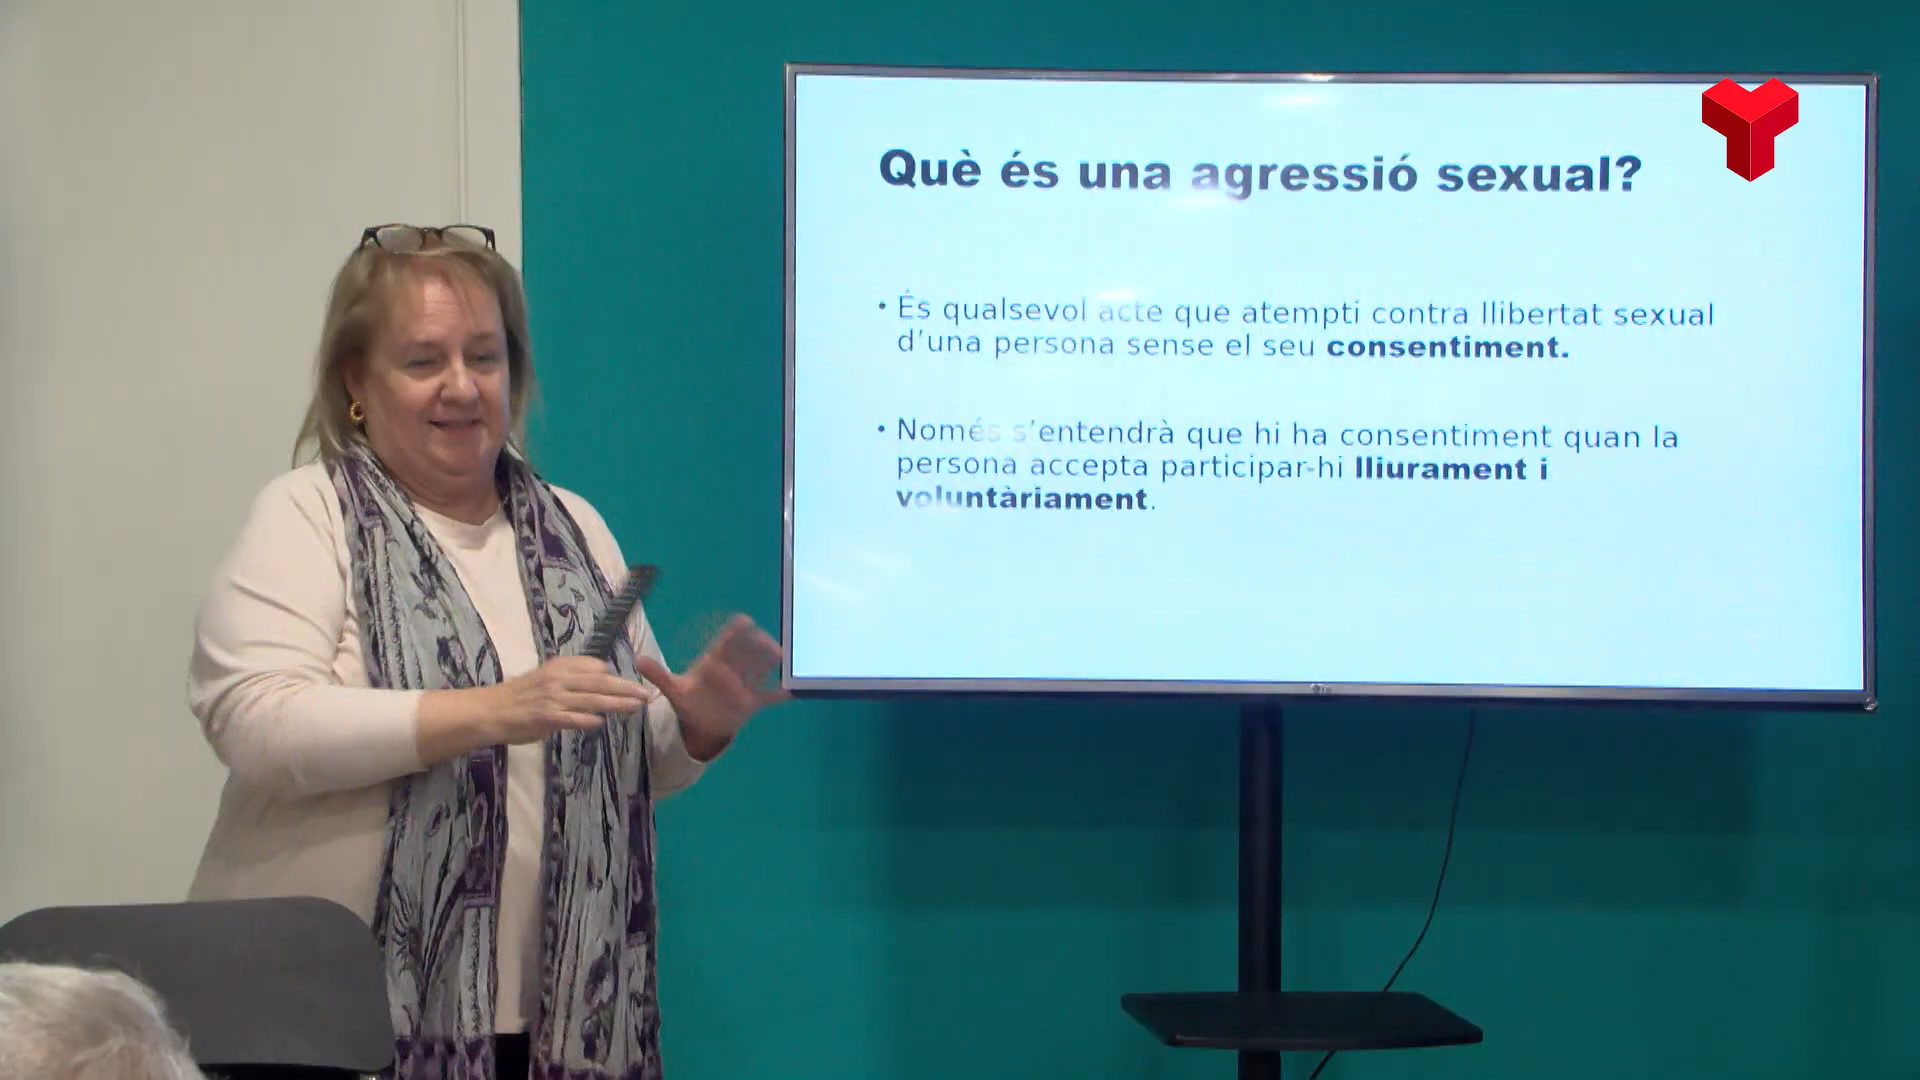 Què és una agressió sexual?
• És qualsevol acte que atempti contra llibertat sexual
d'una persona sense el seu consentiment.
• Només s'entendrà que hi ha consentiment quan la
persona accepta participar-hi lliurament i
voluntàriament.
LG